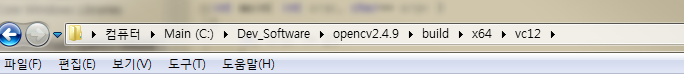 컴퓨터 ▸ Main (C:) ▸ Dev_Software ▸ opencv2.4.9 ▸ build ▸ x64 ▸ vc12 ▸
파일(F) 편집(E) 보기(V) 도구(T) 도움말(H)